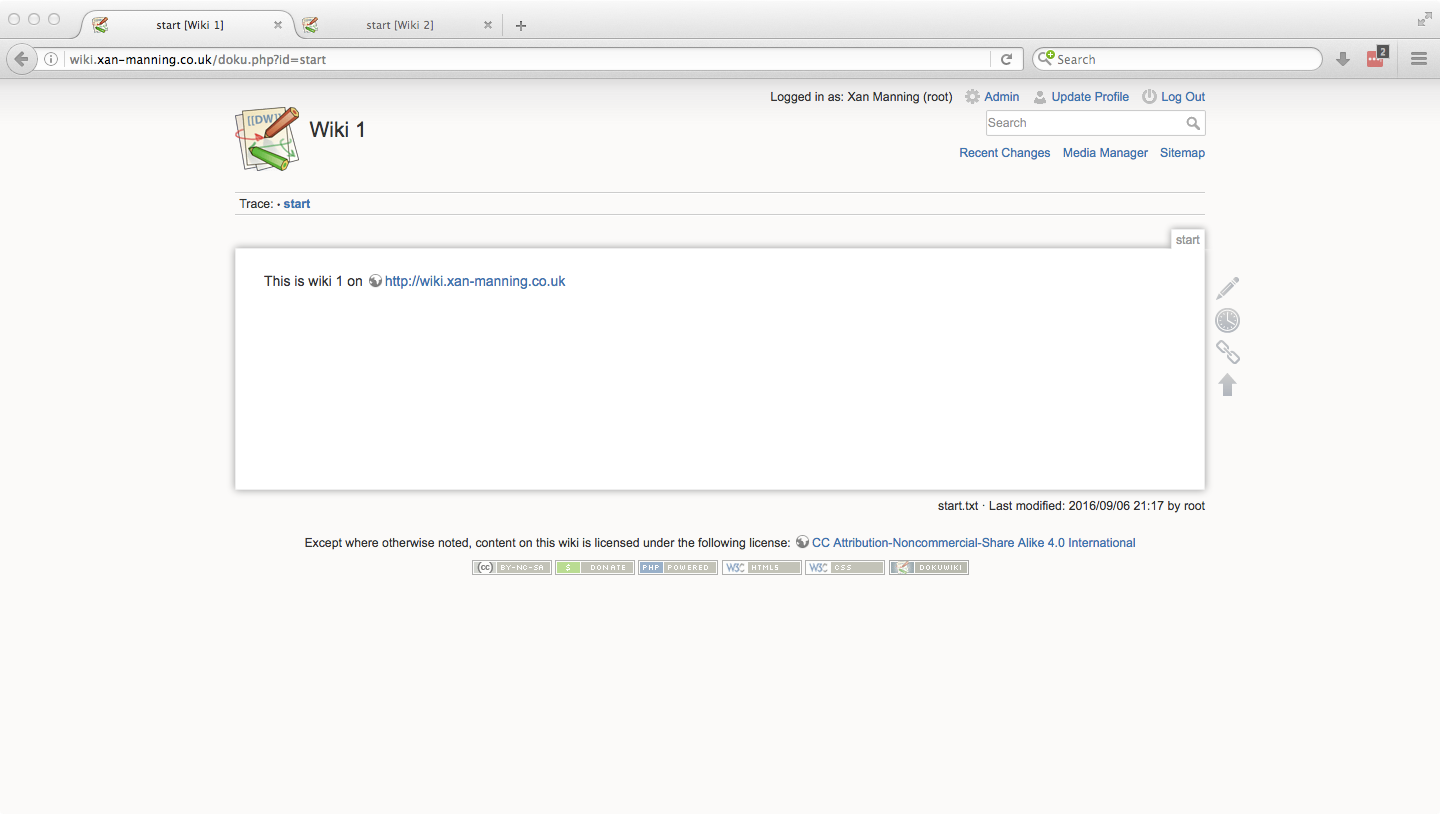 start [Wiki 1]
start [Wiki 2]
wiki.xan-manning.co.uk/doku.php?id=start
Search
2
Logged in as: Xan Manning (root) Admin Update Profile Log Out
[[DW]]
Wiki 1
Search
Recent Changes Media Manager Sitemap
Trace: • start
start
This is wiki 1 on http://wiki.xan-manning.co.uk
start.txt · Last modified: 2016/09/06 21:17 by root
Except where otherwise noted, content on this wiki is licensed under the following license: CC Attribution-Noncommercial-Share Alike 4.0 International
cc BY-NC-SA $ DONATE PHP POWERED W3C HTML5 W3C CSS DOKUWIKI